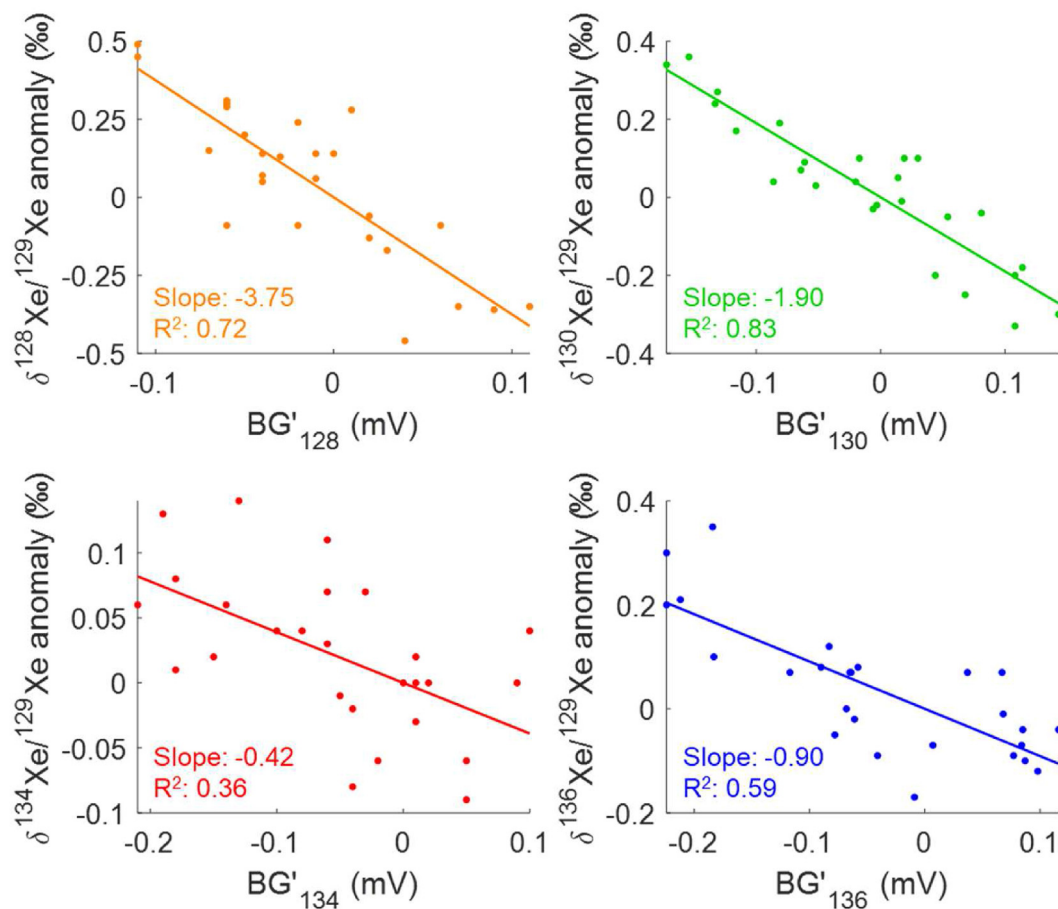 δ128Xe/129Xe anomaly (‰)
0.5
0.25
0
-0.25
-0.5
Slope: -3.75
R2: 0.72
-0.1
0
0.1
BG'128 (mV)
δ130Xe/129Xe anomaly (‰)
0.4
0.2
0
-0.2
-0.4
Slope: -1.90
R2: 0.83
-0.1
0
0.1
BG'130 (mV)
δ134Xe/129Xe anomaly (‰)
0.1
0.05
0
-0.05
-0.1
Slope: -0.42
R2: 0.36
-0.2
-0.1
0
0.1
BG'134 (mV)
δ136Xe/129Xe anomaly (‰)
0.4
0.2
0
-0.2
Slope: -0.90
R2: 0.59
-0.2
-0.1
0
0.1
BG'136 (mV)